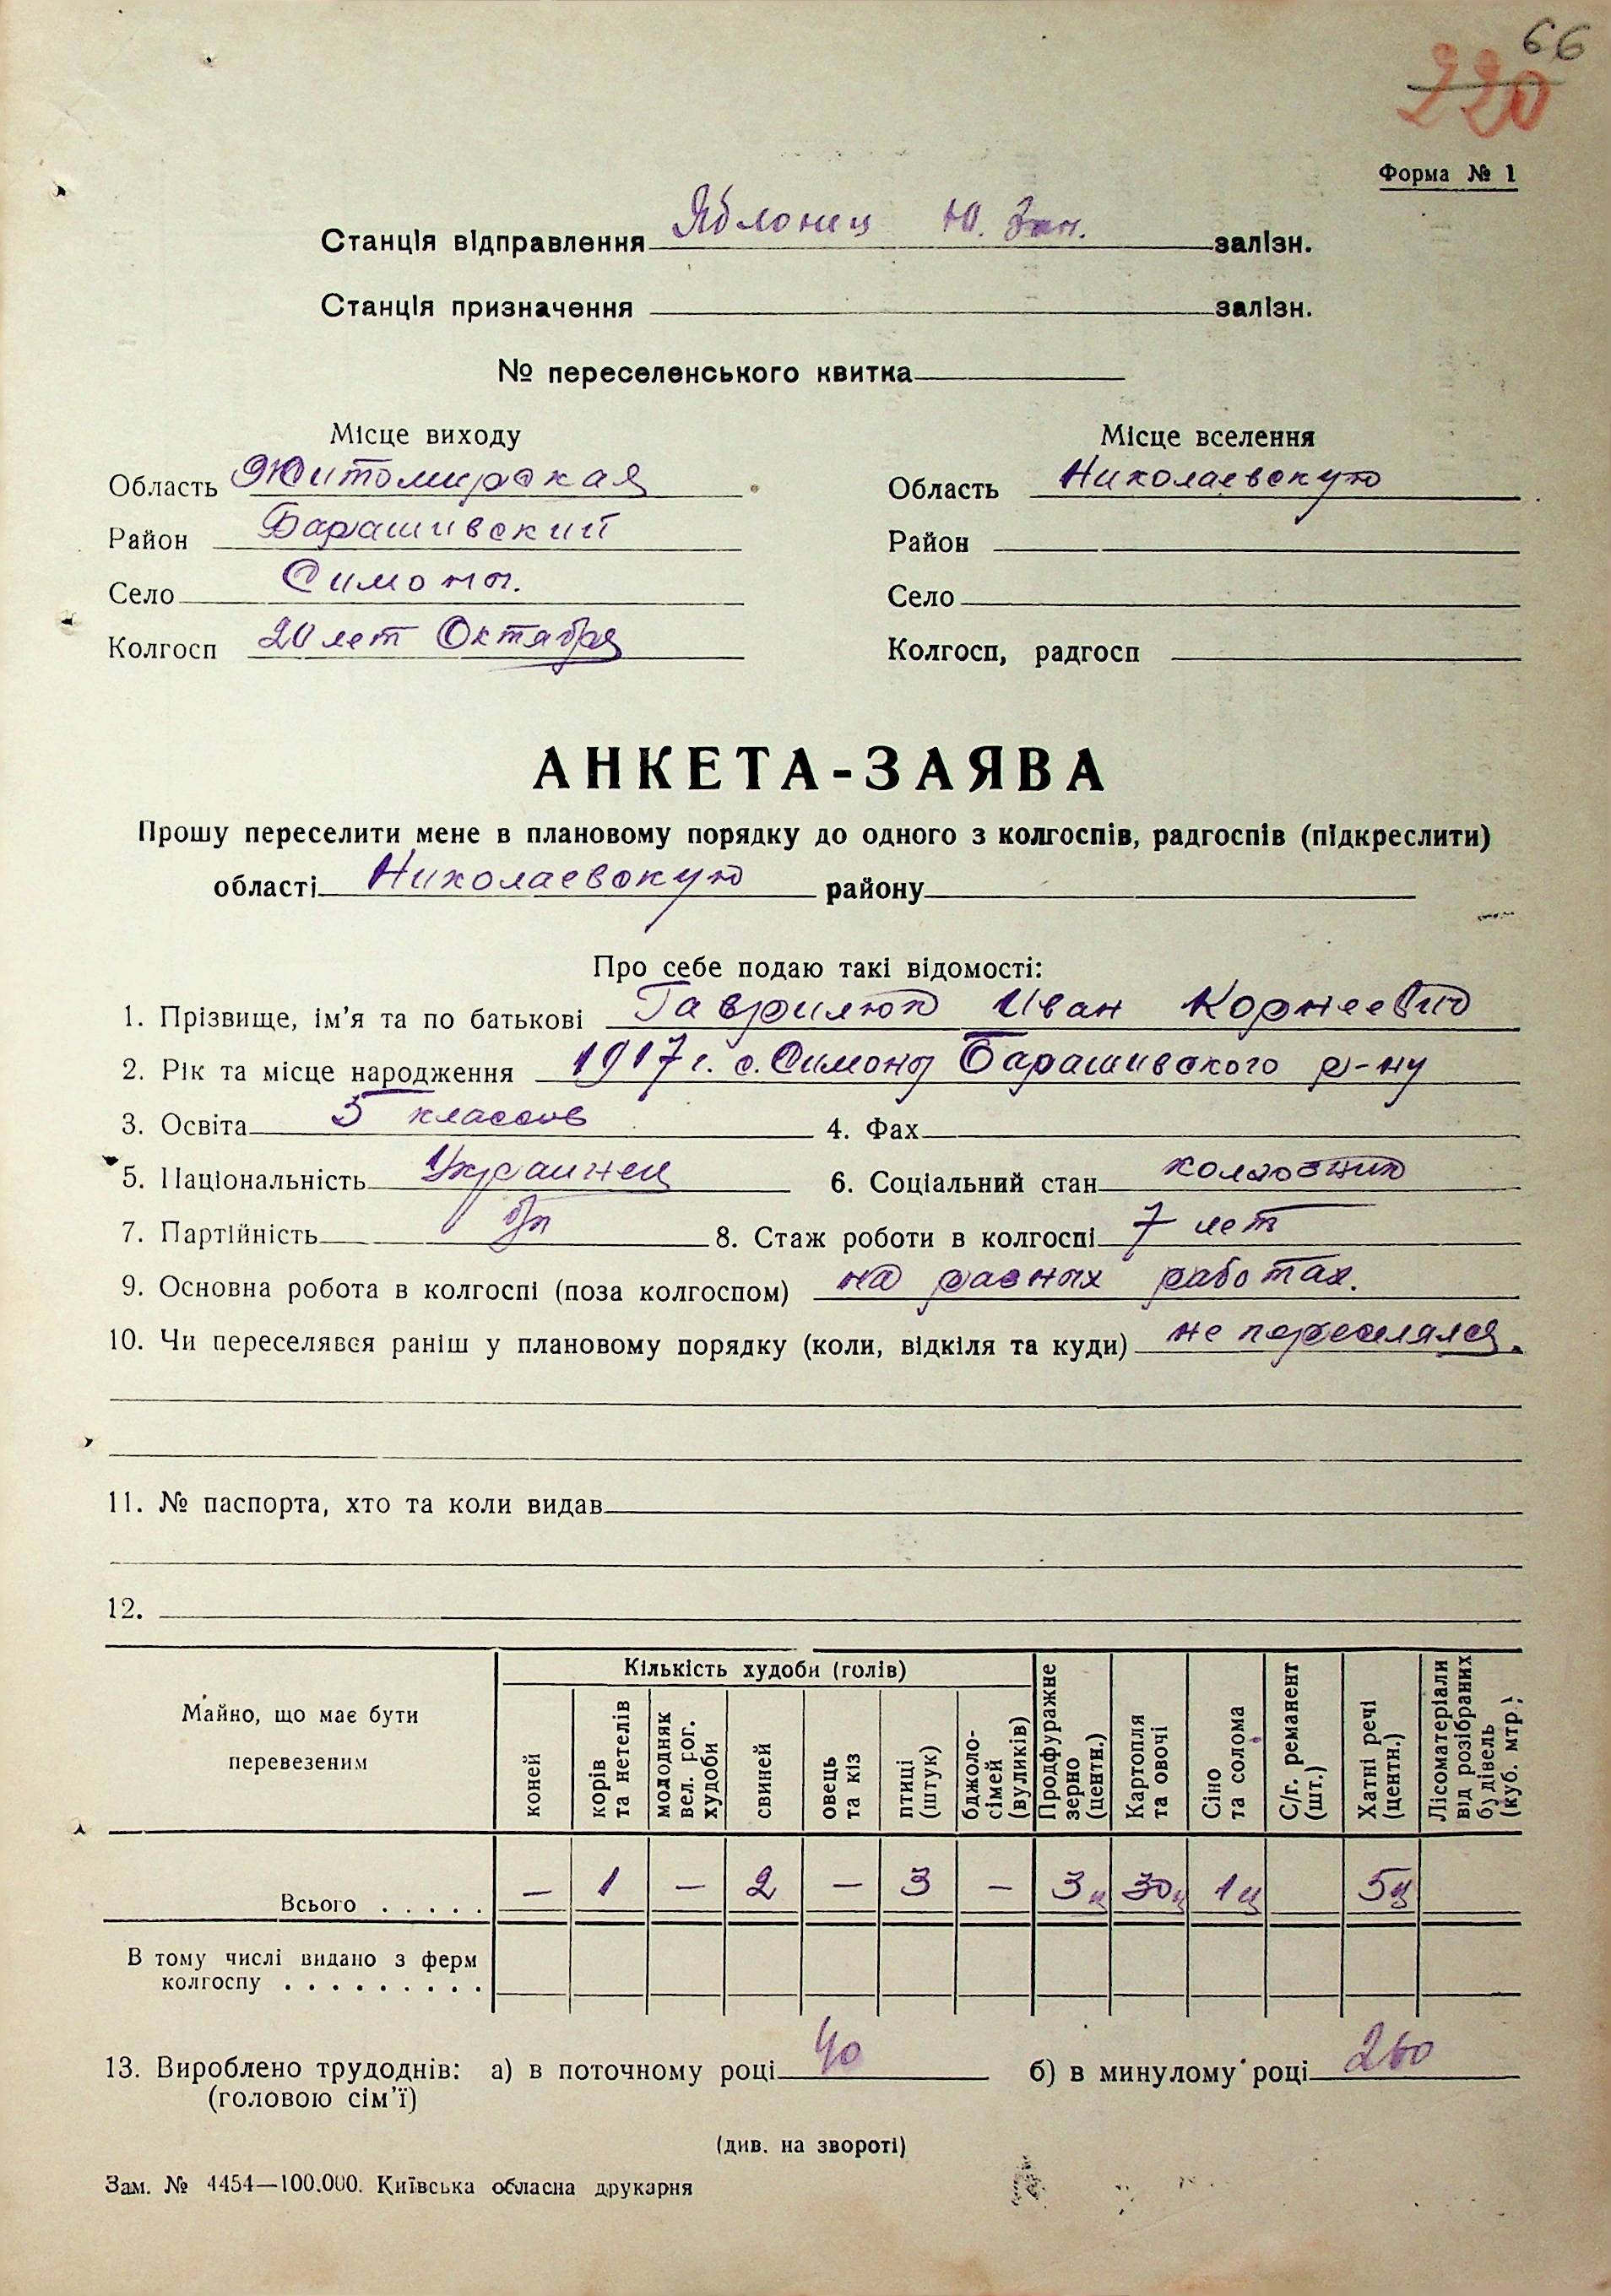 66
220
Форма № 1
Станція відправлення Яблонец Ю. Зап. залізн.
Станція призначення залізн.
№ переселенського квитка
Місце виходу Місце вселення
Область Житомирская Область Николаевскую
Район Барашивский Район
Село Симоны. Село
Колгосп 20 лет Октября Колгосп, радгосп
АНКЕТА-ЗАЯВА
Прошу переселити мене в плановому порядку до одного з колгоспів, радгоспів (підкреслити)
області Николаевскую району
Про себе подаю такі відомості:
1. Прізвище, ім'я та по батькові Гаврилюк Иван Корнеевич
2. Рік та місце народження 1917 г. с. Симоны Барашивского р-ну
3. Освіта 5 классов 4. Фах
5. Національність Украинец 6. Соціальний стан колхозник
7. Партійність бп 8. Стаж роботи в колгоспі 7 лет
9. Основна робота в колгоспі (поза колгоспом) на разных работах.
10. Чи переселявся раніш у плановому порядку (коли, відкіля та куди) не переселялся.
11. № паспорта, хто та коли видав
12.
Майно, що має бути перевезеним
Кількість худоби (голів)
коней
корів та нетелів
молодняк вел. рог. худоби
свиней
овець та кіз
птиці (штук)
бджоло-сімей (вуликів)
Продфуражне зерно (центн.)
Картопля та овочі
Сіно та солома
С/г. ремaнент (шт.)
Хатні речі (центн.)
Лісоматеріали від розібраних будівель (куб. мтр.)
Всього . . . . . — 1 — 2 — 3 — 3ц 30ц 1ц 5ц
В тому числі видано з ферм
колгоспу . . . . . . . . .
13. Вироблено трудоднів: а) в поточному році 40 б) в минулому році 260
(головою сім'ї)
(див. на звороті)
Зам. № 4454—100.000. Київська обласна друкарня